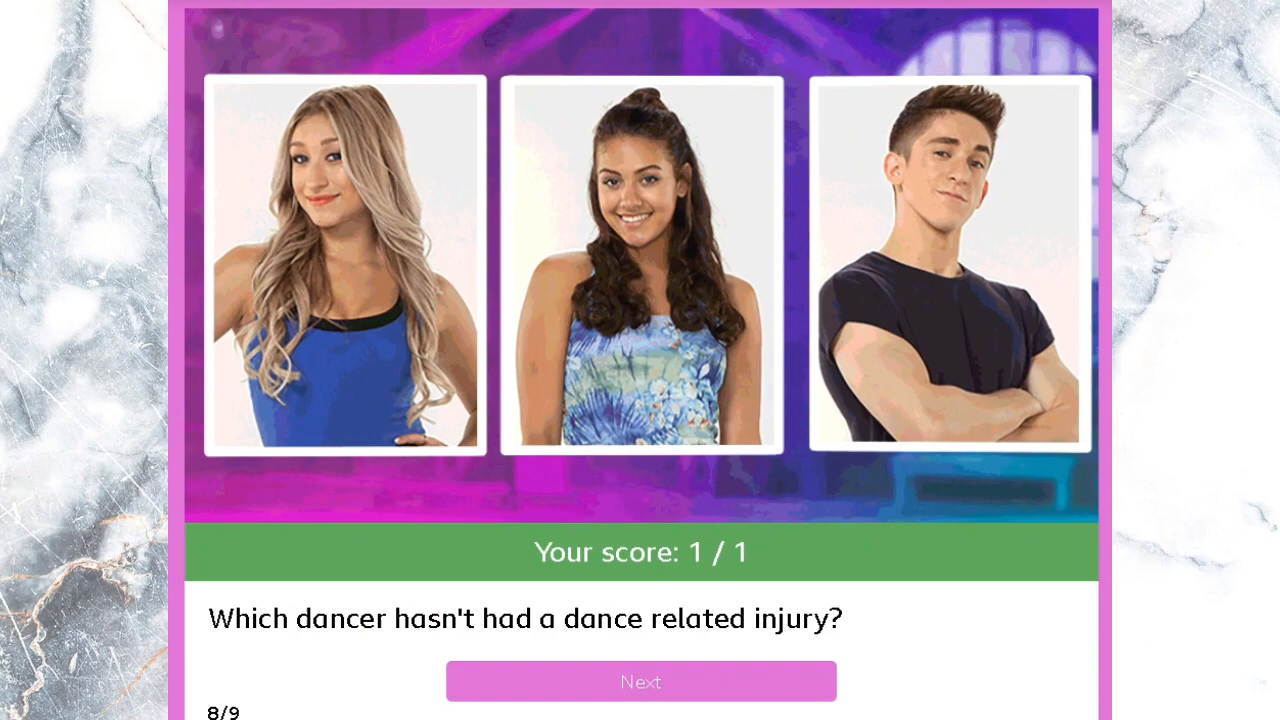 Your score: 1 / 1
Which dancer hasn't had a dance related injury?
Next
8/9